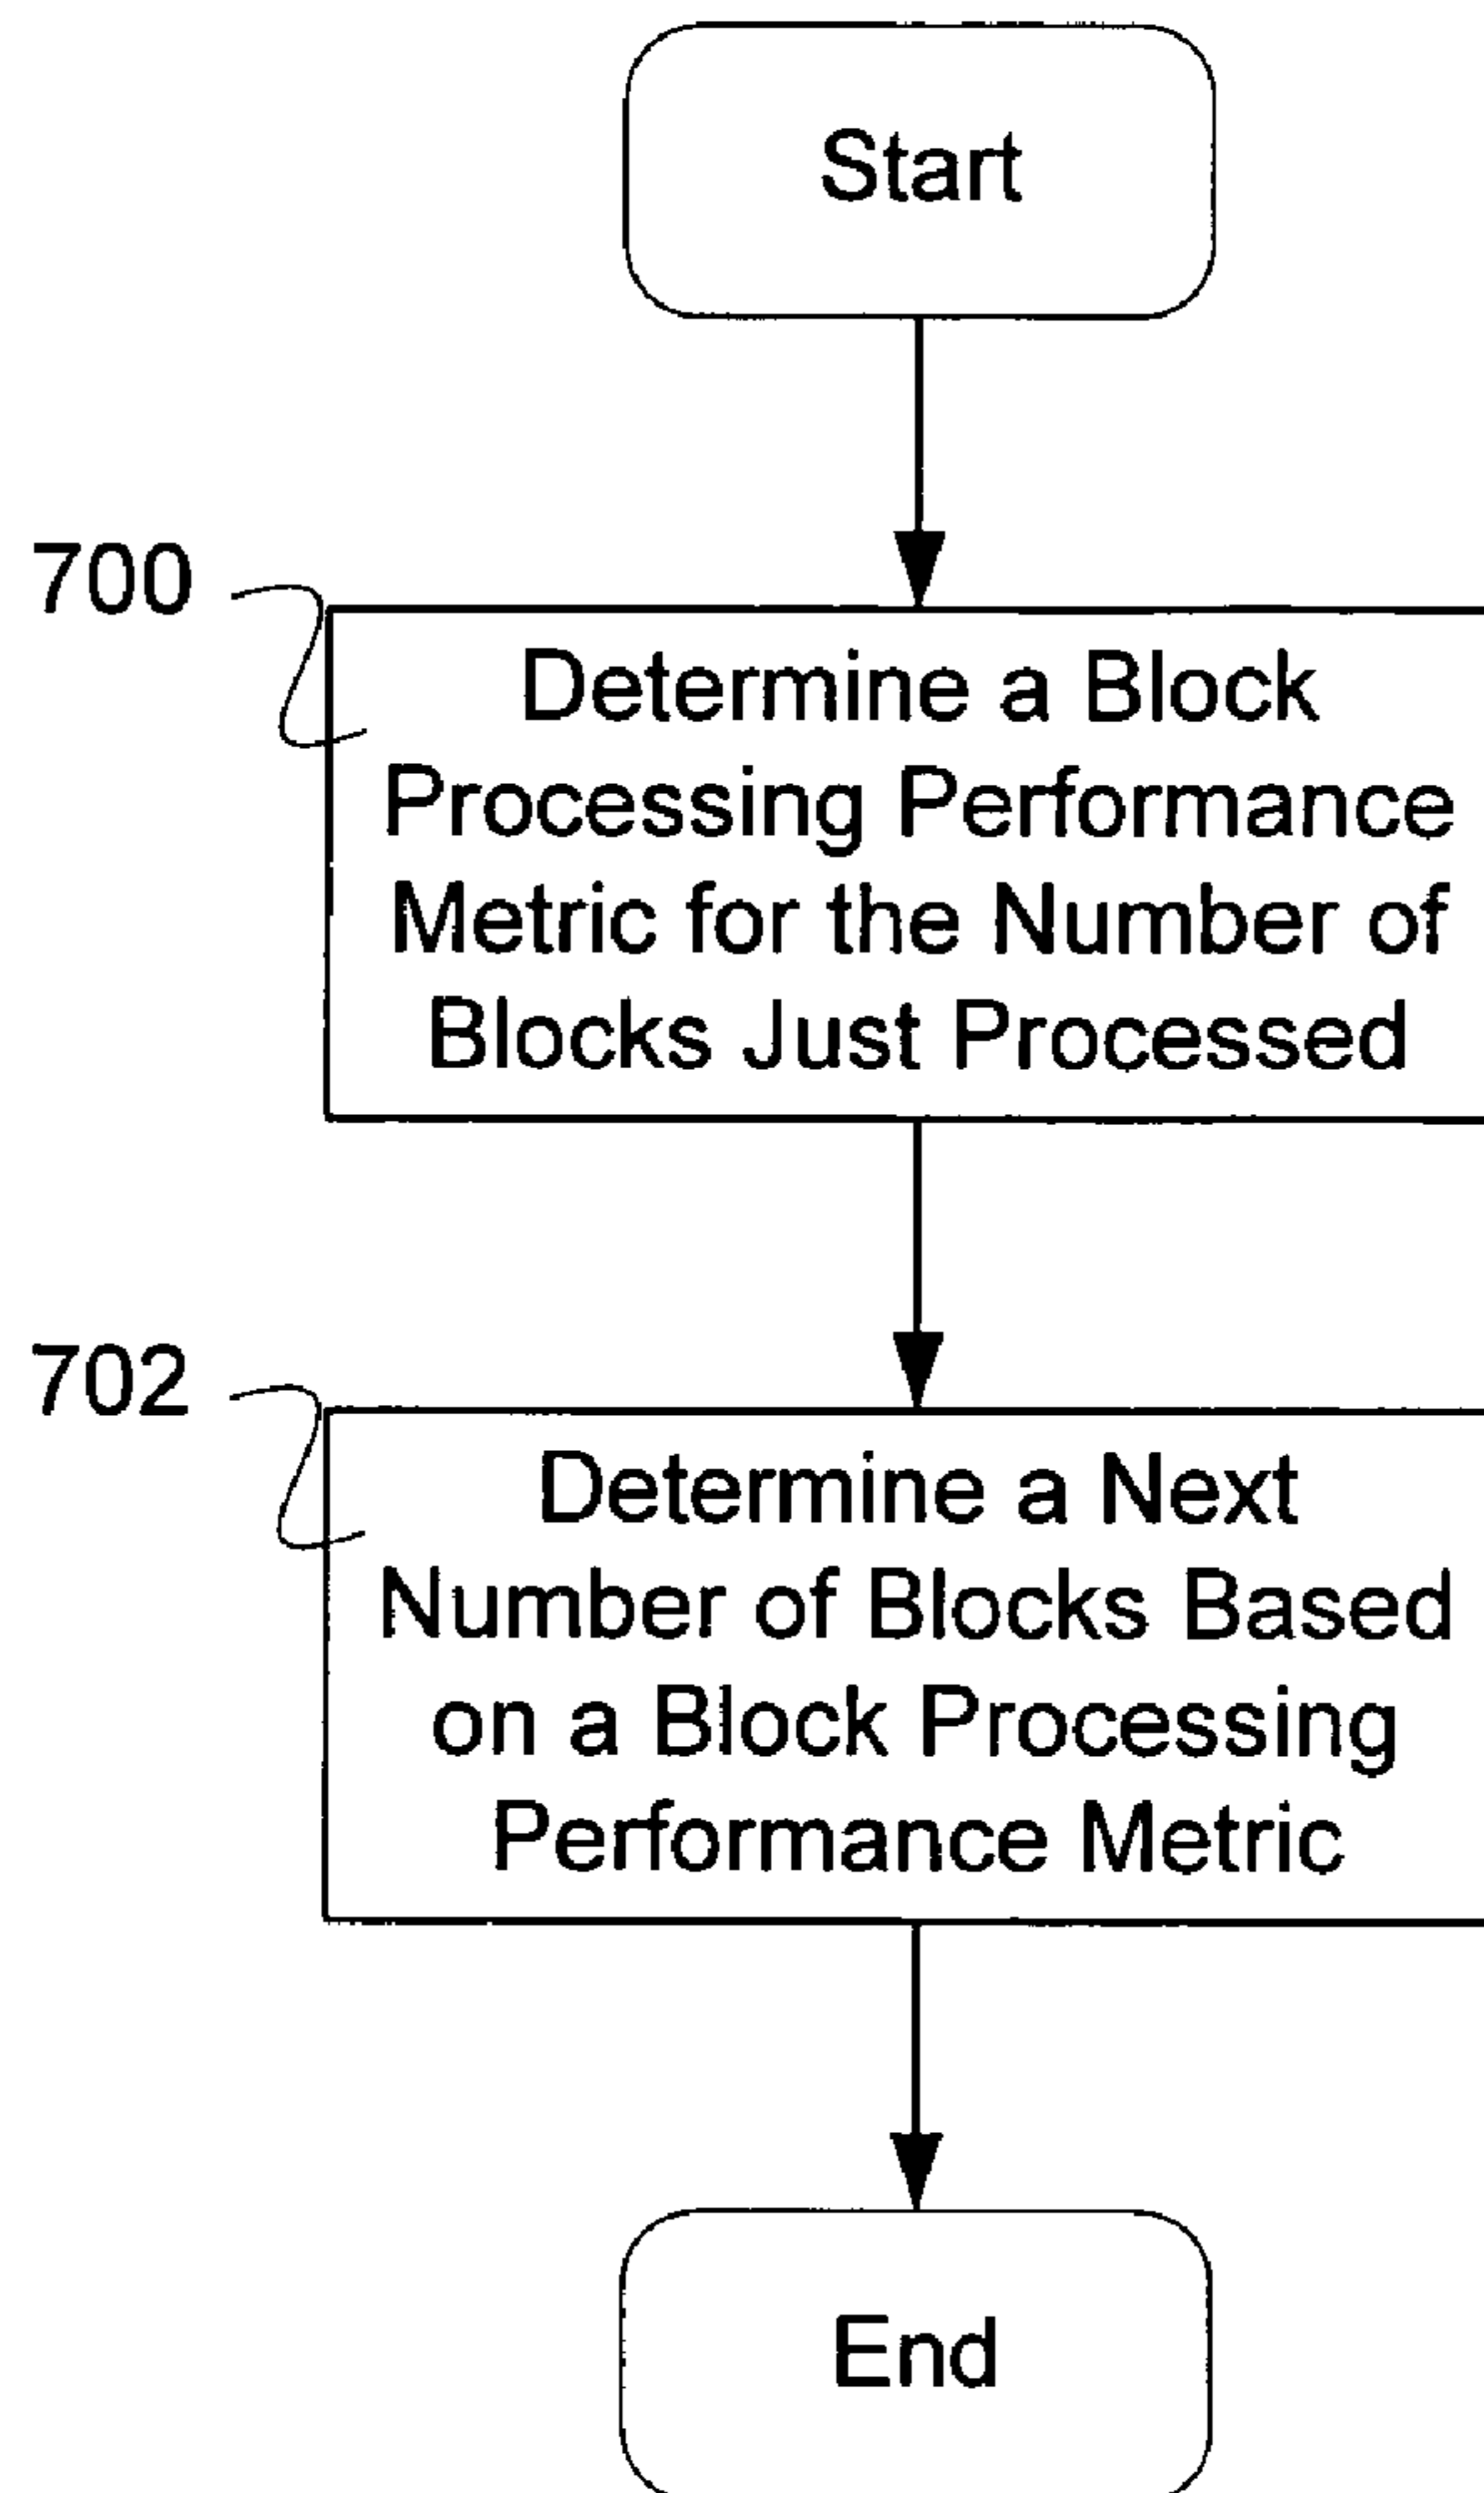 Start
700
Determine a Block
Processing Performance
Metric for the Number of
Blocks Just Processed
702
Determine a Next
Number of Blocks Based
on a Block Processing
Performance Metric
End